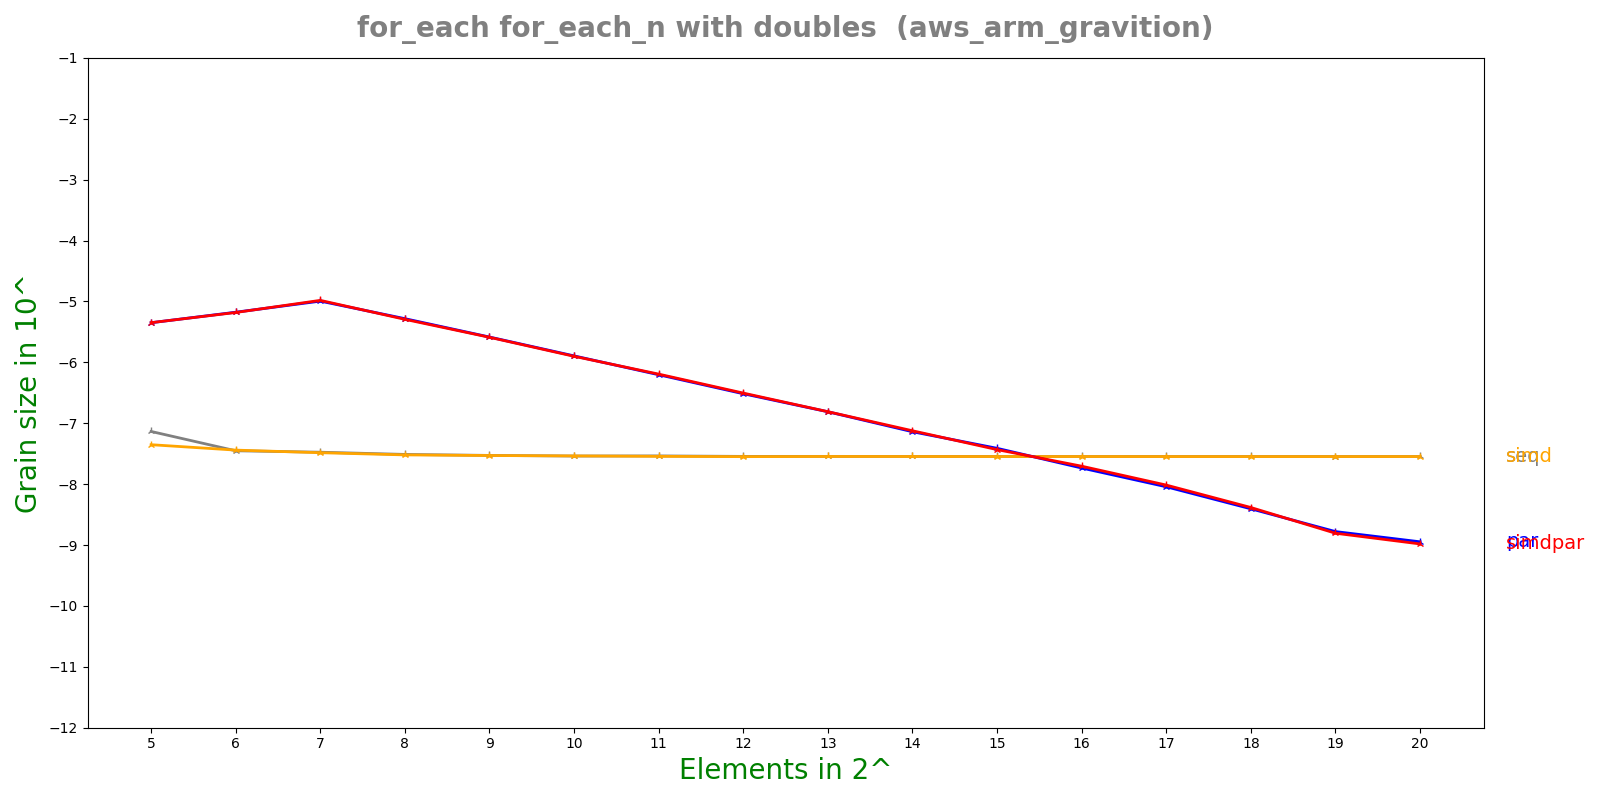 for_each for_each_n with doubles  (aws_arm_gravition)
Grain size in 10^
−1
−2
−3
−4
−5
−6
−7
−8
−9
−10
−11
−12
seq
simd
par
simdpar
5 6 7 8 9 10 11 12 13 14 15 16 17 18 19 20
Elements in 2^